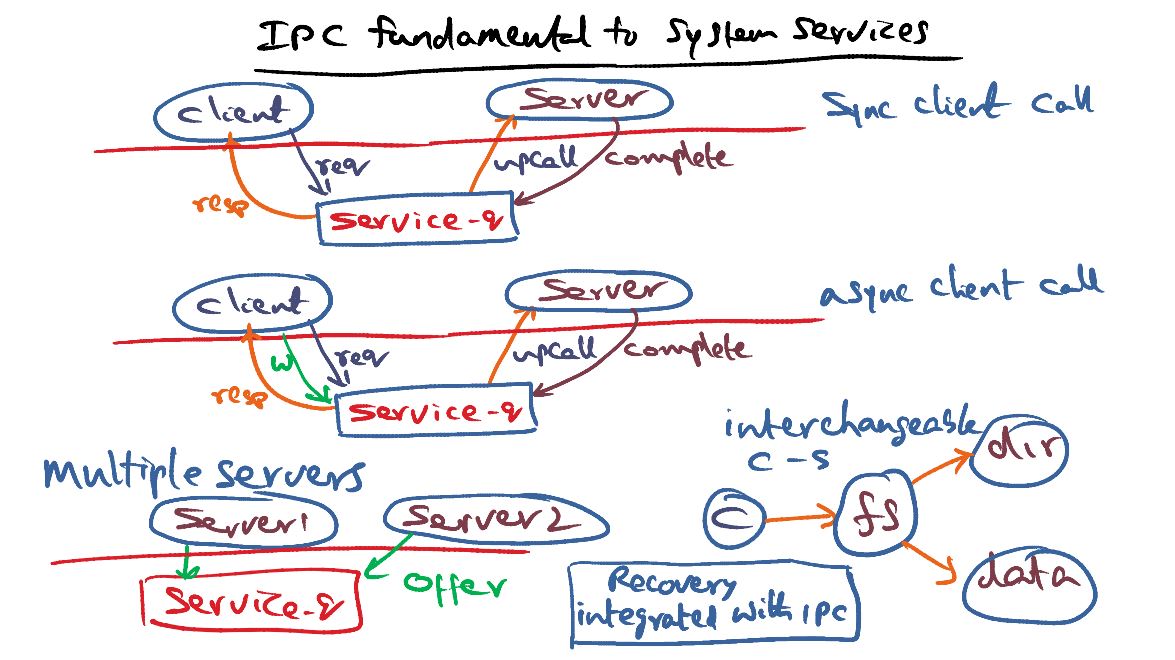 IPC fundamental to System Services
client
Server
Sync client call
req
upcall
complete
resp
Service-q
client
Server
async client call
w
req
upcall
complete
resp
Service-q
interchangeable
C-S
dir
Multiple servers
Server1
Server2
C
fs
data
Offer
Service-q
Recovery
integrated with IPC